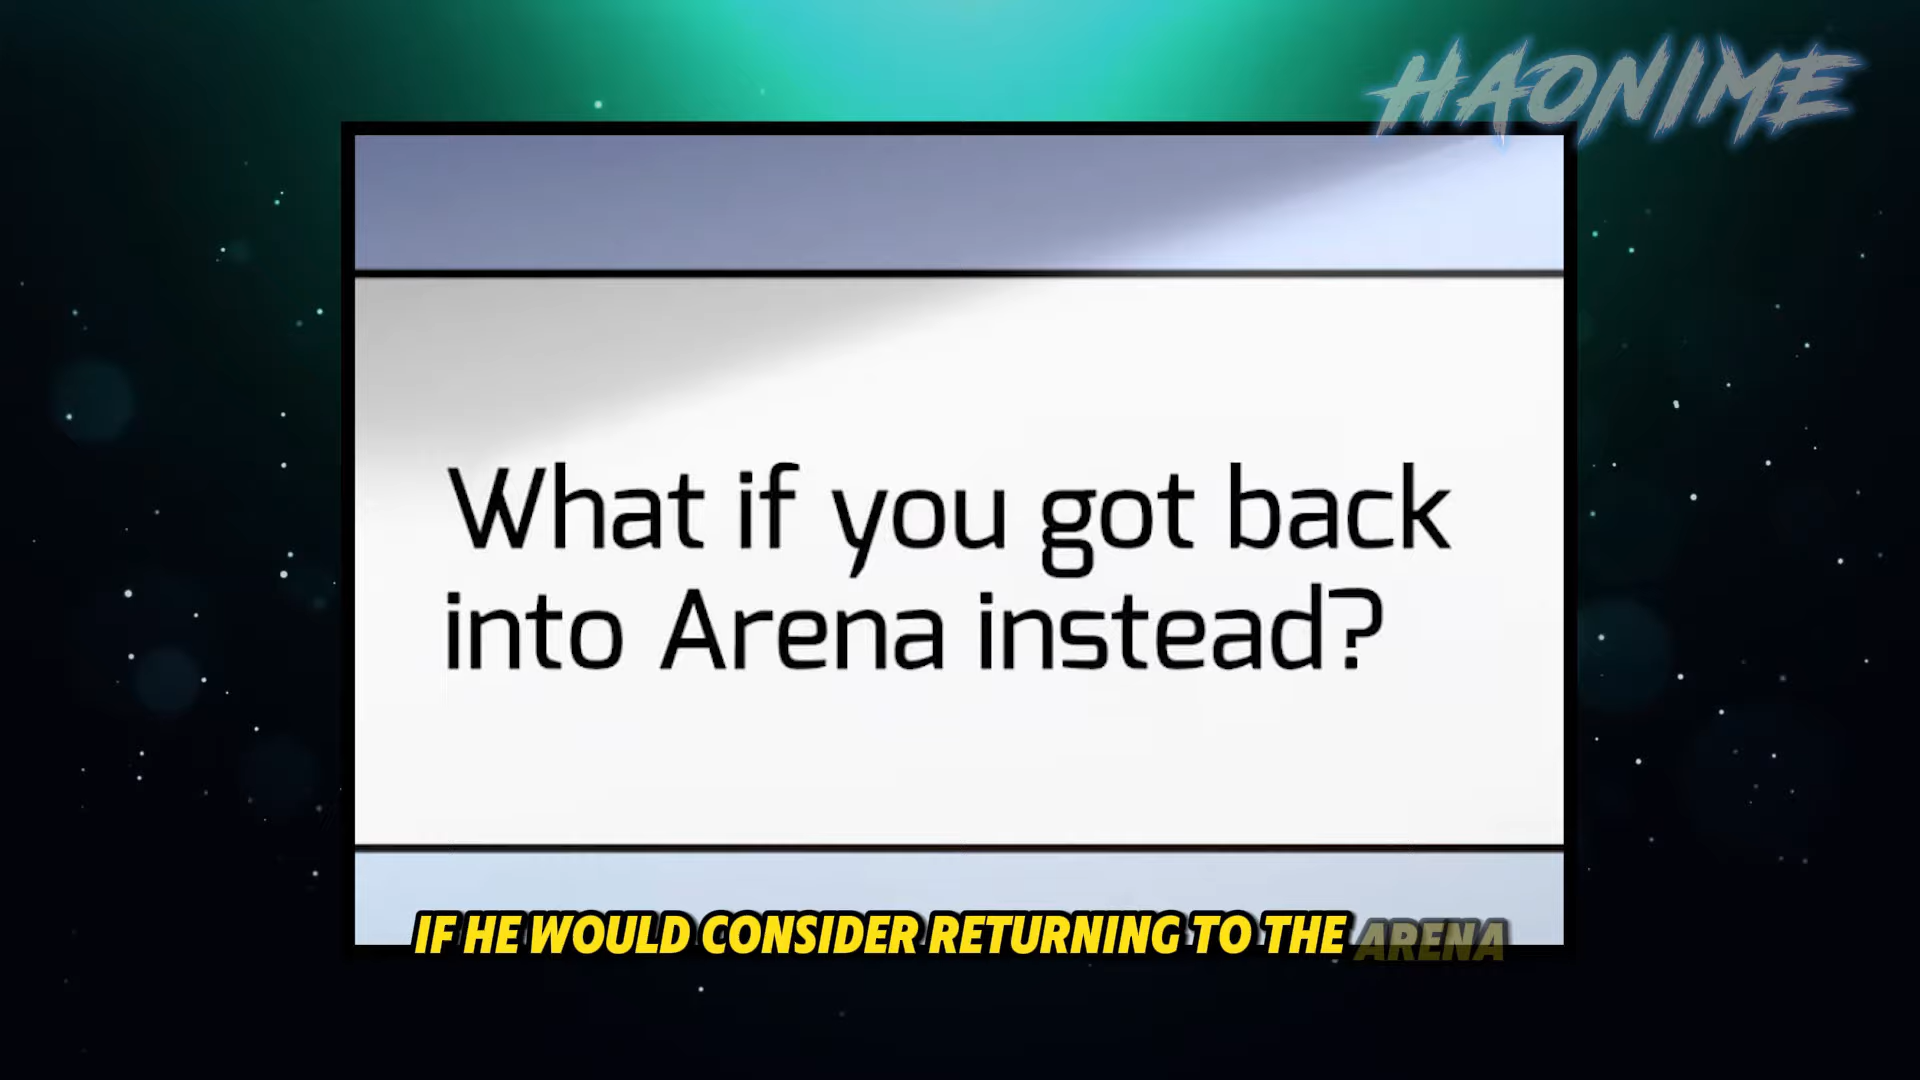 HAONIME
What if you got back
into Arena instead?
IF HE WOULD CONSIDER RETURNING TO THE ARENA